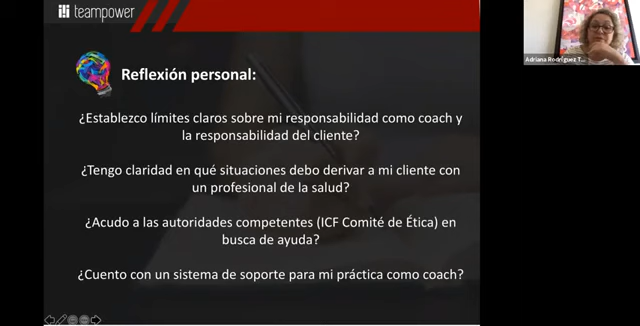 teampower
Reflexión personal:
¿Establezco límites claros sobre mi responsabilidad como coach y
la responsabilidad del cliente?
¿Tengo claridad en qué situaciones debo derivar a mi cliente con
un profesional de la salud?
¿Acudo a las autoridades competentes (ICF Comité de Ética) en
busca de ayuda?
¿Cuento con un sistema de soporte para mi práctica como coach?
Adriana Rodríguez T...